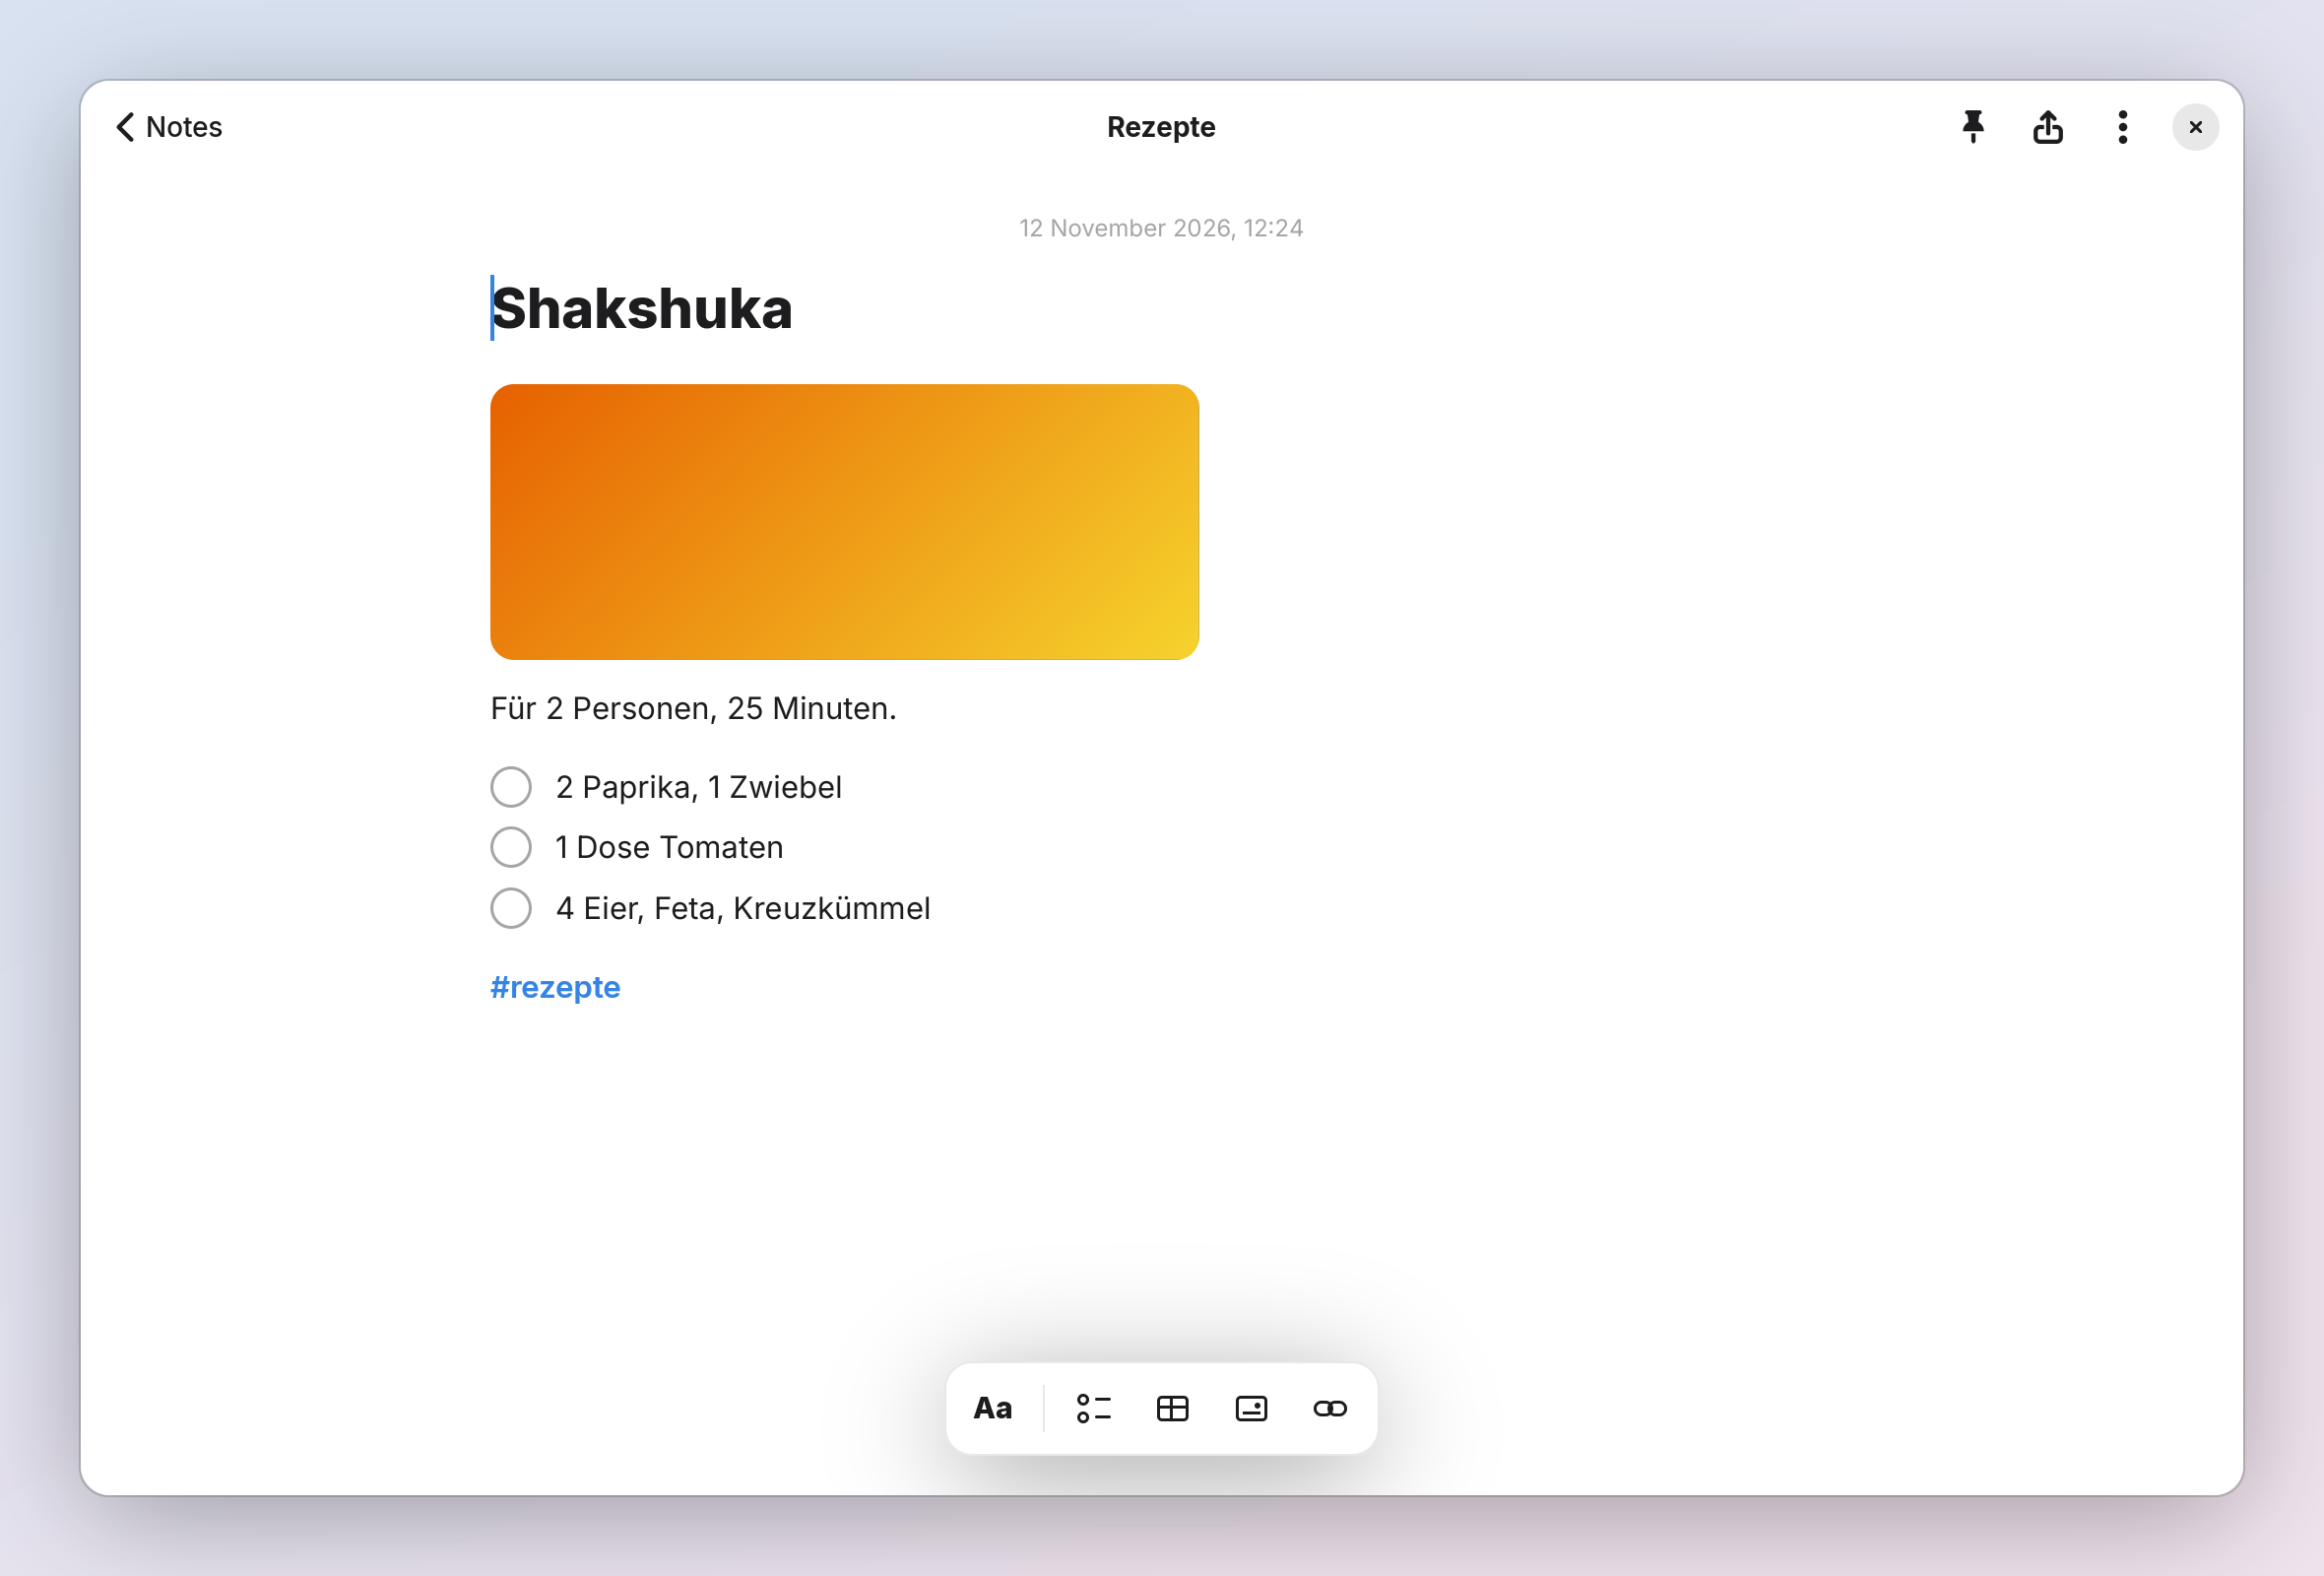 Notes
Rezepte
12 November 2026, 12:24
Shakshuka
Für 2 Personen, 25 Minuten.
2 Paprika, 1 Zwiebel
1 Dose Tomaten
4 Eier, Feta, Kreuzkümmel
#rezepte
Aa